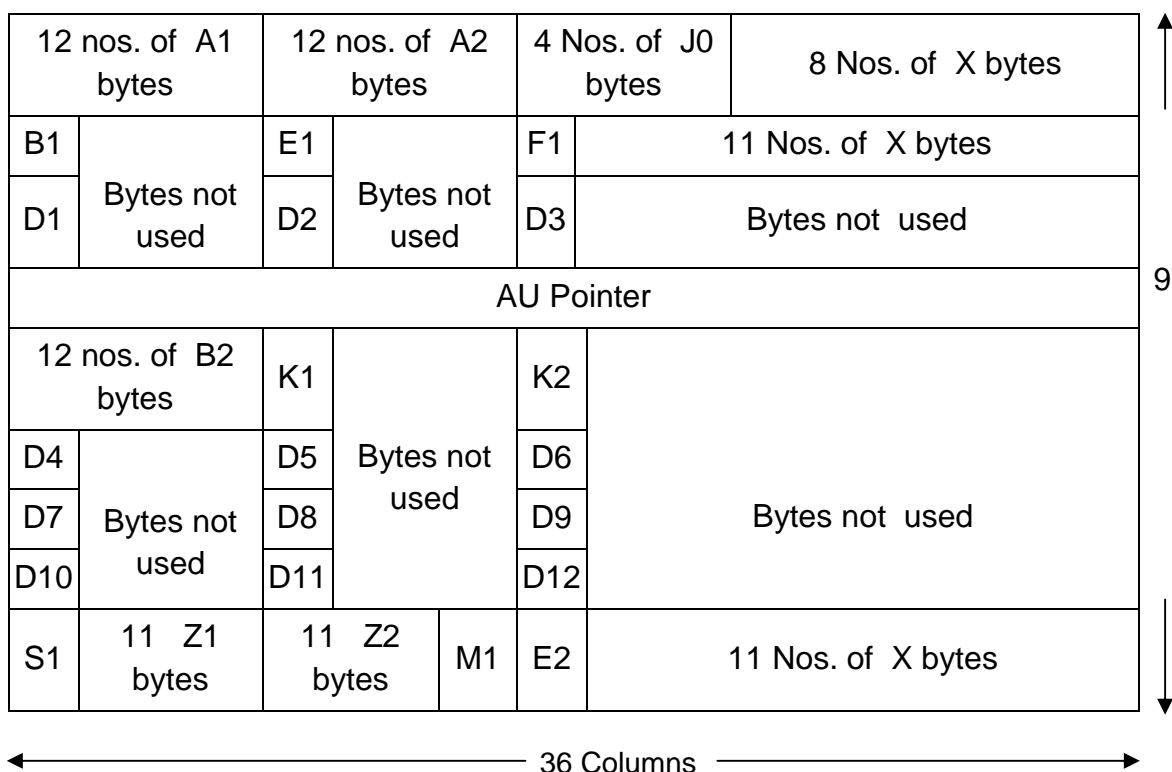 12 nos. of A1
bytes
12 nos. of A2
bytes
4 Nos. of J0
bytes
8 Nos. of X bytes
B1
Bytes not
used
E1
Bytes not
used
F1
11 Nos. of X bytes
D1
D2
D3
Bytes not used
AU Pointer
9
12 nos. of B2
bytes
K1
Bytes not
used
K2
Bytes not used
D4
Bytes not
used
D5
D6
D7
D8
D9
D10
D11
D12
S1
11 Z1
bytes
11 Z2
bytes
M1
E2
11 Nos. of X bytes
36 Columns